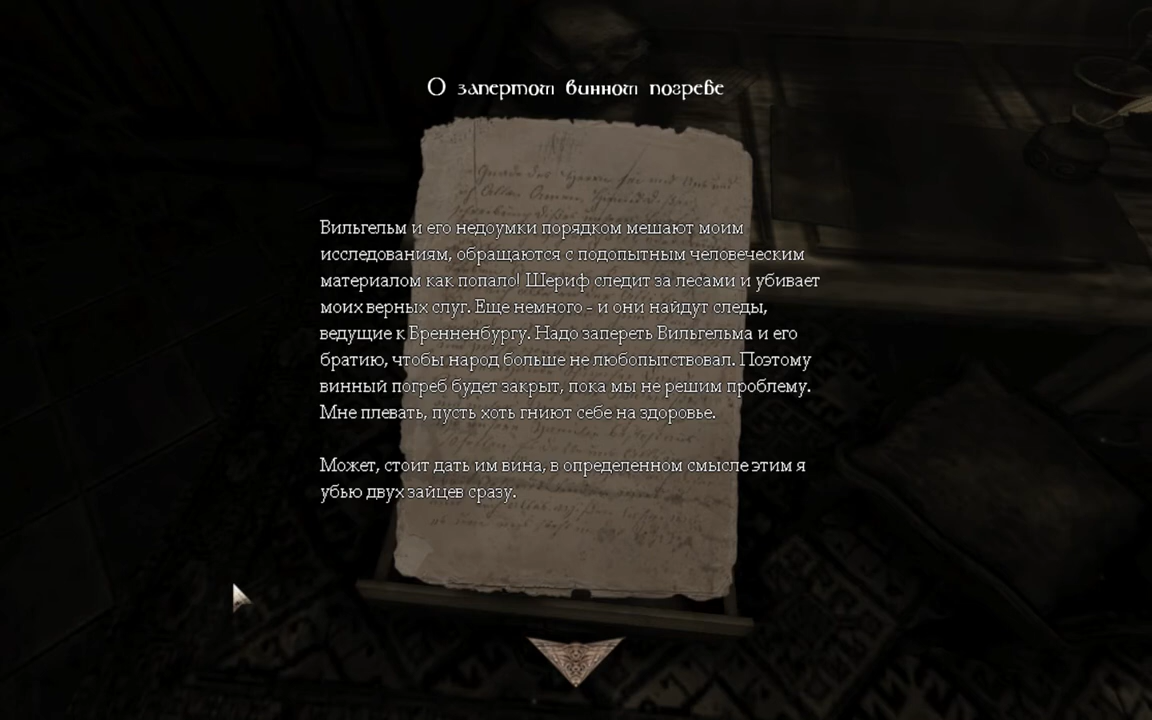 О запертом винном погребе
Вильгельм и его недоумки порядком мешают моим
исследованиям, обращаются с подопытным человеческим
материалом как попало! Шериф следит за лесами и убивает
моих верных слуг. Еще немного - и они найдут следы,
ведущие к Бренненбургу. Надо запереть Вильгельма и его
братию, чтобы народ больше не любопытствовал. Поэтому
винный погреб будет закрыт, пока мы не решим проблему.
Мне плевать, пусть хоть гниют себе на здоровье.
Может, стоит дать им вина, в определенном смысле этим я
убью двух зайцев сразу.